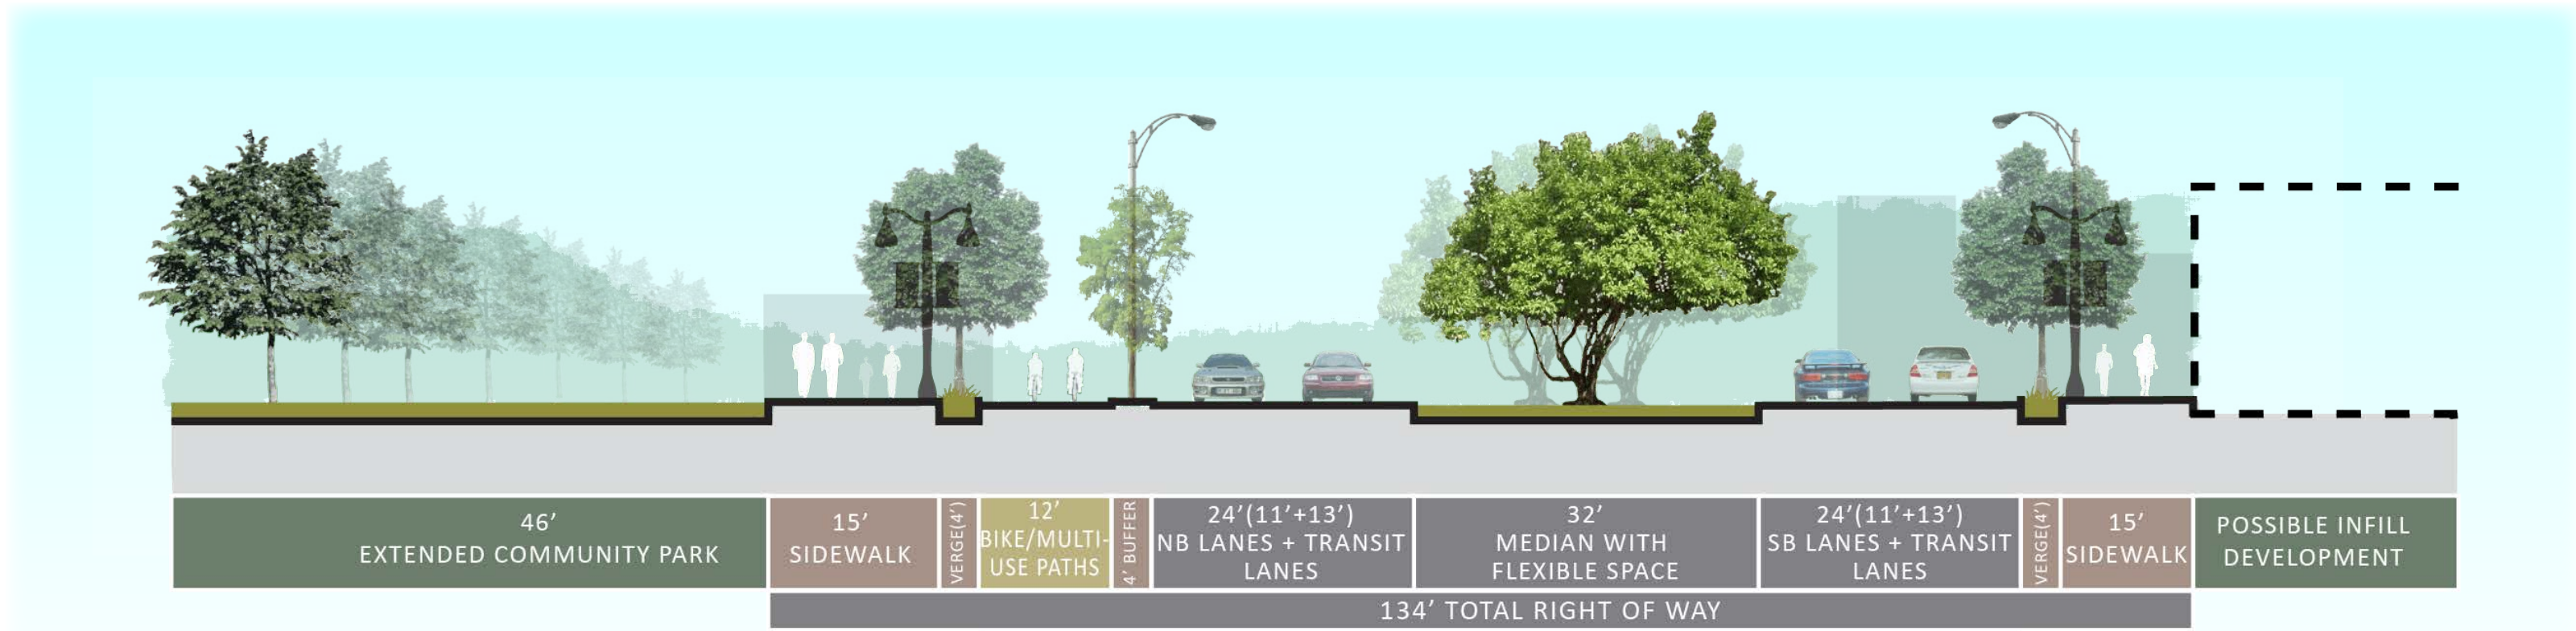 46'
EXTENDED COMMUNITY PARK
15'
SIDEWALK
VERGE(4')
12'
BIKE/MULTI-
USE PATHS
4' BUFFER
24'(11'+13')
NB LANES + TRANSIT
LANES
32'
MEDIAN WITH
FLEXIBLE SPACE
24'(11'+13')
SB LANES + TRANSIT
LANES
VERGE(4')
15'
SIDEWALK
POSSIBLE INFILL
DEVELOPMENT
134' TOTAL RIGHT OF WAY